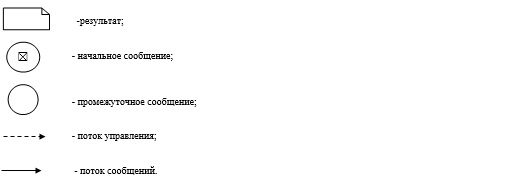 -результат;
- начальное сообщение;
- промежуточное сообщение;
- поток управления;
- поток сообщений.